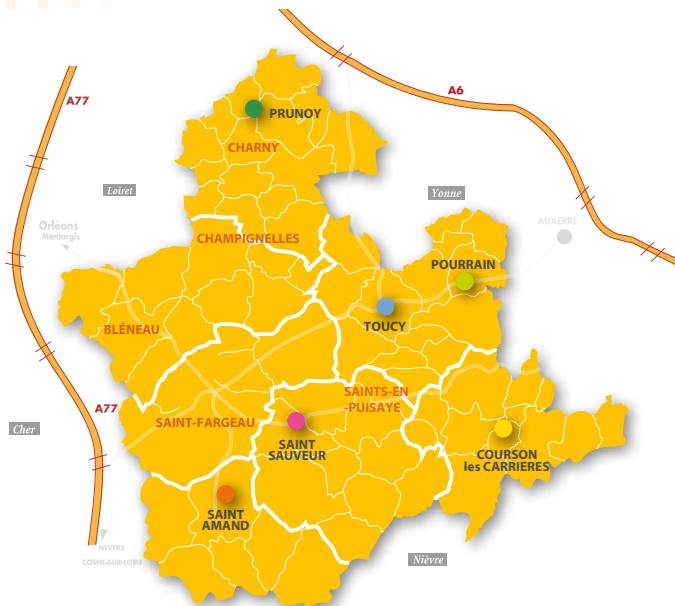 A77
A6
PRUNOY
CHARNY
Loiret
Yonne
Orléans
Montargis
AUXERRE
CHAMPIGNELLES
POURRAIN
BLÉNEAU
TOUCY
SAINTS-EN
-PUISAYE
A77
SAINT-FARGEAU
Cher
SAINT
SAUVEUR
COURSON
les CARRIERES
SAINT
AMAND
NEVERS
COSNE-SUR-LOIRE
Nièvre